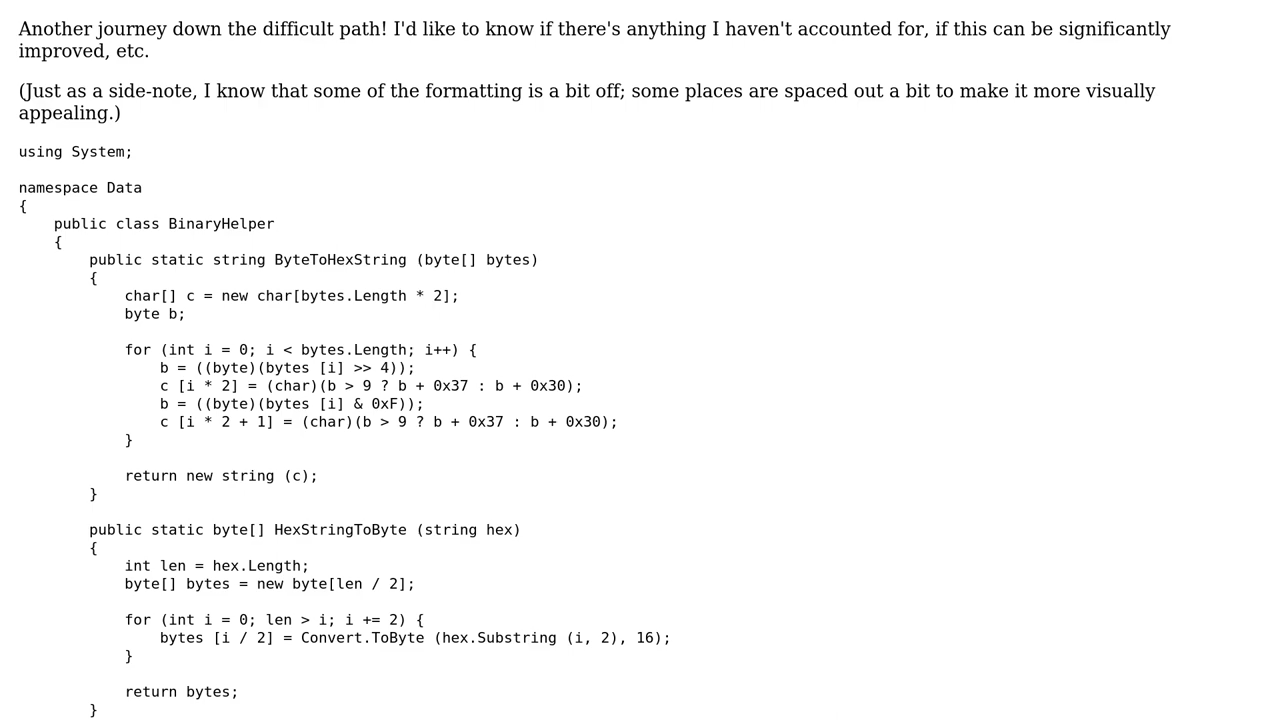 Another journey down the difficult path! I'd like to know if there's anything I haven't accounted for, if this can be significantly
improved, etc.
(Just as a side-note, I know that some of the formatting is a bit off; some places are spaced out a bit to make it more visually
appealing.)
using System;
namespace Data
{
    public class BinaryHelper
    {
        public static string ByteToHexString (byte[] bytes)
        {
            char[] c = new char[bytes.Length * 2];
            byte b;
            for (int i = 0; i < bytes.Length; i++) {
                b = ((byte)(bytes [i] >> 4));
                c [i * 2] = (char)(b > 9 ? b + 0x37 : b + 0x30);
                b = ((byte)(bytes [i] & 0xF));
                c [i * 2 + 1] = (char)(b > 9 ? b + 0x37 : b + 0x30);
            }
            return new string (c);
        }
        public static byte[] HexStringToByte (string hex)
        {
            int len = hex.Length;
            byte[] bytes = new byte[len / 2];
            for (int i = 0; len > i; i += 2) {
                bytes [i / 2] = Convert.ToByte (hex.Substring (i, 2), 16);
            }
            return bytes;
        }